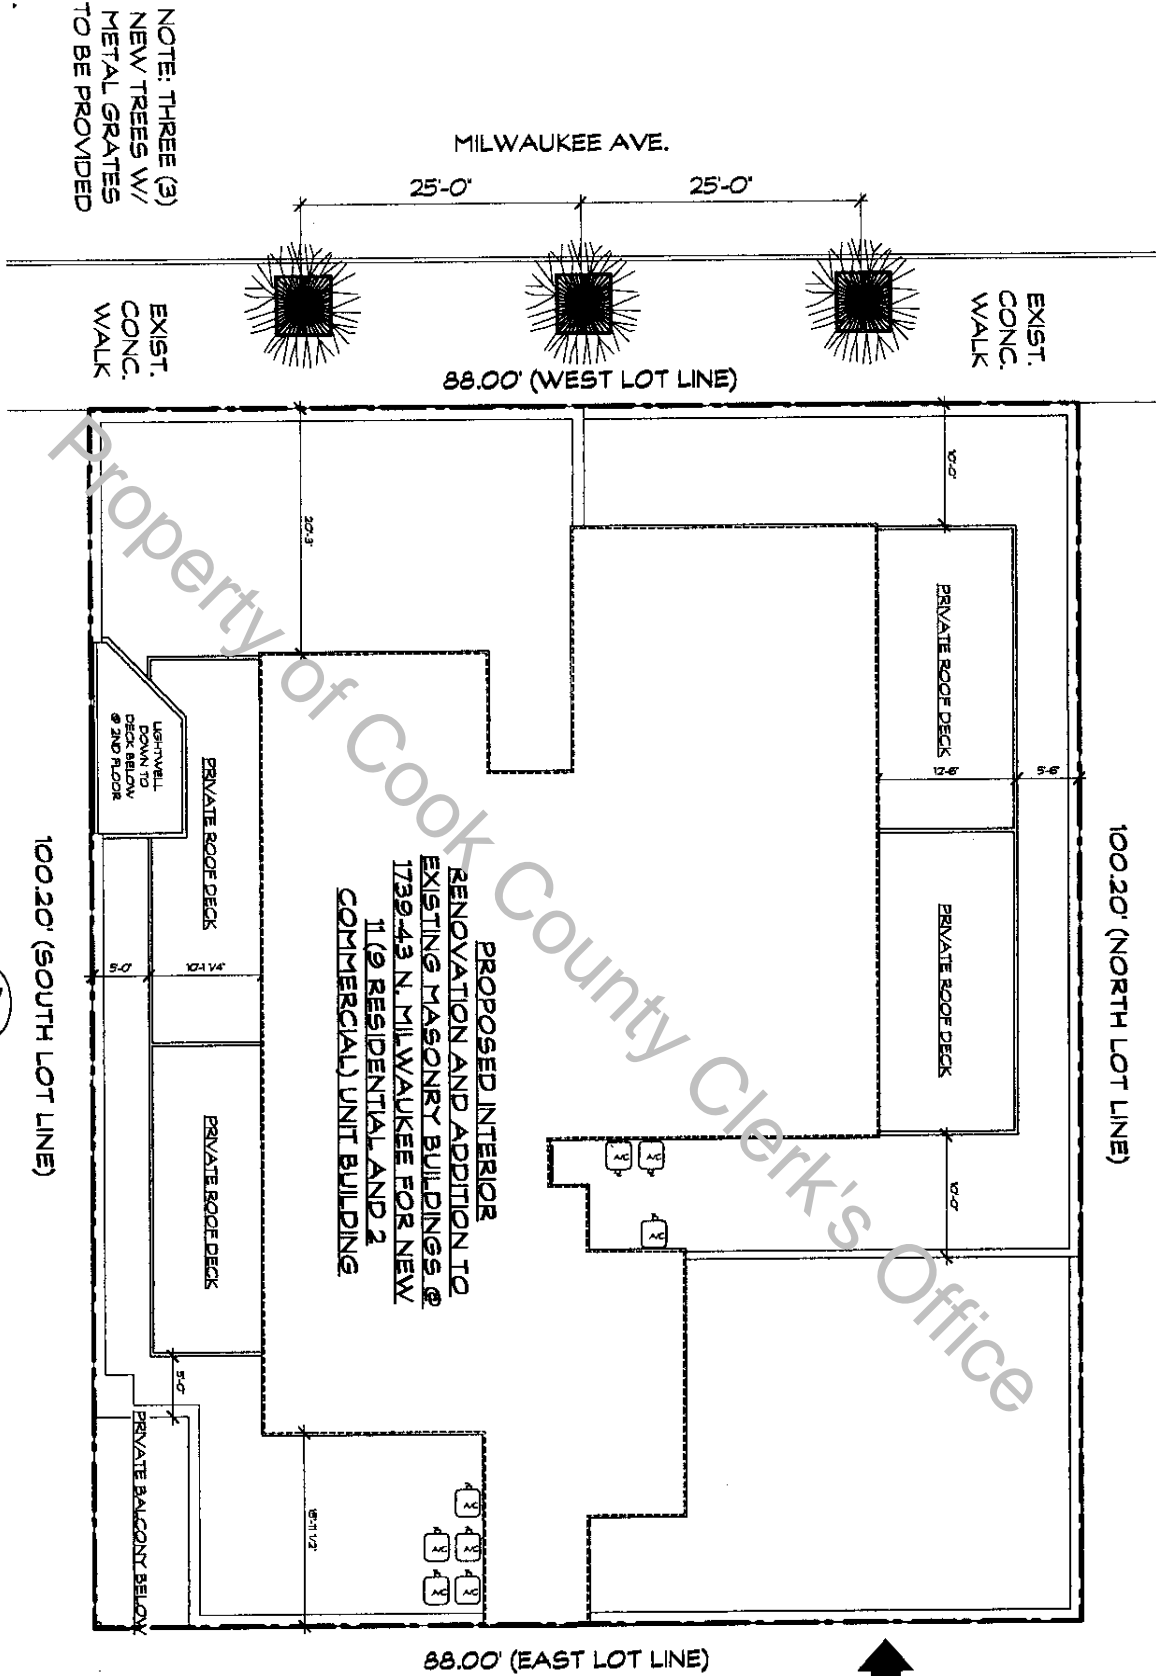 NOTE: THREE (3)
NEW TREES W/
METAL GRATES
TO BE PROVIDED
MILWAUKEE AVE.
25'-0"
25'-0"
EXIST.
CONC.
WALK
EXIST.
CONC.
WALK
88.00' (WEST LOT LINE)
10'-0"
20'-3"
PRIVATE ROOF DECK
12'-6"
5'-6"
LIGHTWELL
DOWN TO
DECK BELOW
@ 2ND FLOOR
PRIVATE ROOF DECK
PRIVATE ROOF DECK
5'-0"
10'-1 1/4"
PROPOSED INTERIOR
RENOVATION AND ADDITION TO
EXISTING MASONRY BUILDINGS @
1739-43 N. MILWAUKEE FOR NEW
11 (9 RESIDENTIAL AND 2
COMMERCIAL) UNIT BUILDING
100.20' (NORTH LOT LINE)
100.20' (SOUTH LOT LINE)
A/C
A/C
A/C
10'-0"
PRIVATE ROOF DECK
5'-0"
PRIVATE BALCONY BELOW
A/C
A/C
A/C
A/C
A/C
88.00' (EAST LOT LINE)
Property of Cook County Clerk's Office